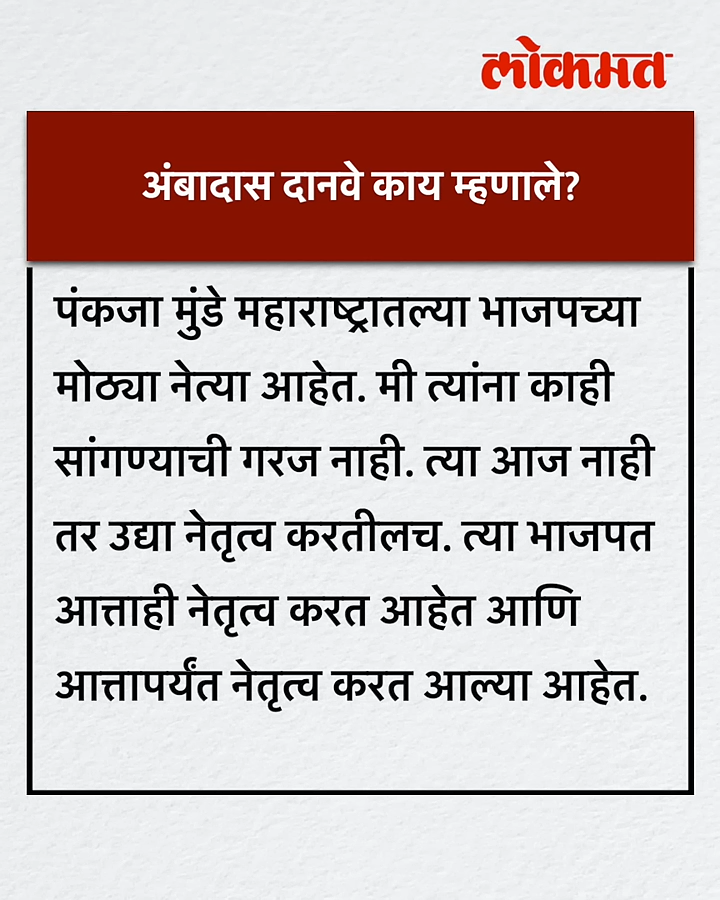 लोकमत
अंबादास दानवे काय म्हणाले?
पंकजा मुंडे महाराष्ट्रातल्या भाजपच्या
मोठ्या नेत्या आहेत. मी त्यांना काही
सांगण्याची गरज नाही. त्या आज नाही
तर उद्या नेतृत्व करतीलच. त्या भाजपत
आत्ताही नेतृत्व करत आहेत आणि
आत्तापर्यंत नेतृत्व करत आल्या आहेत.